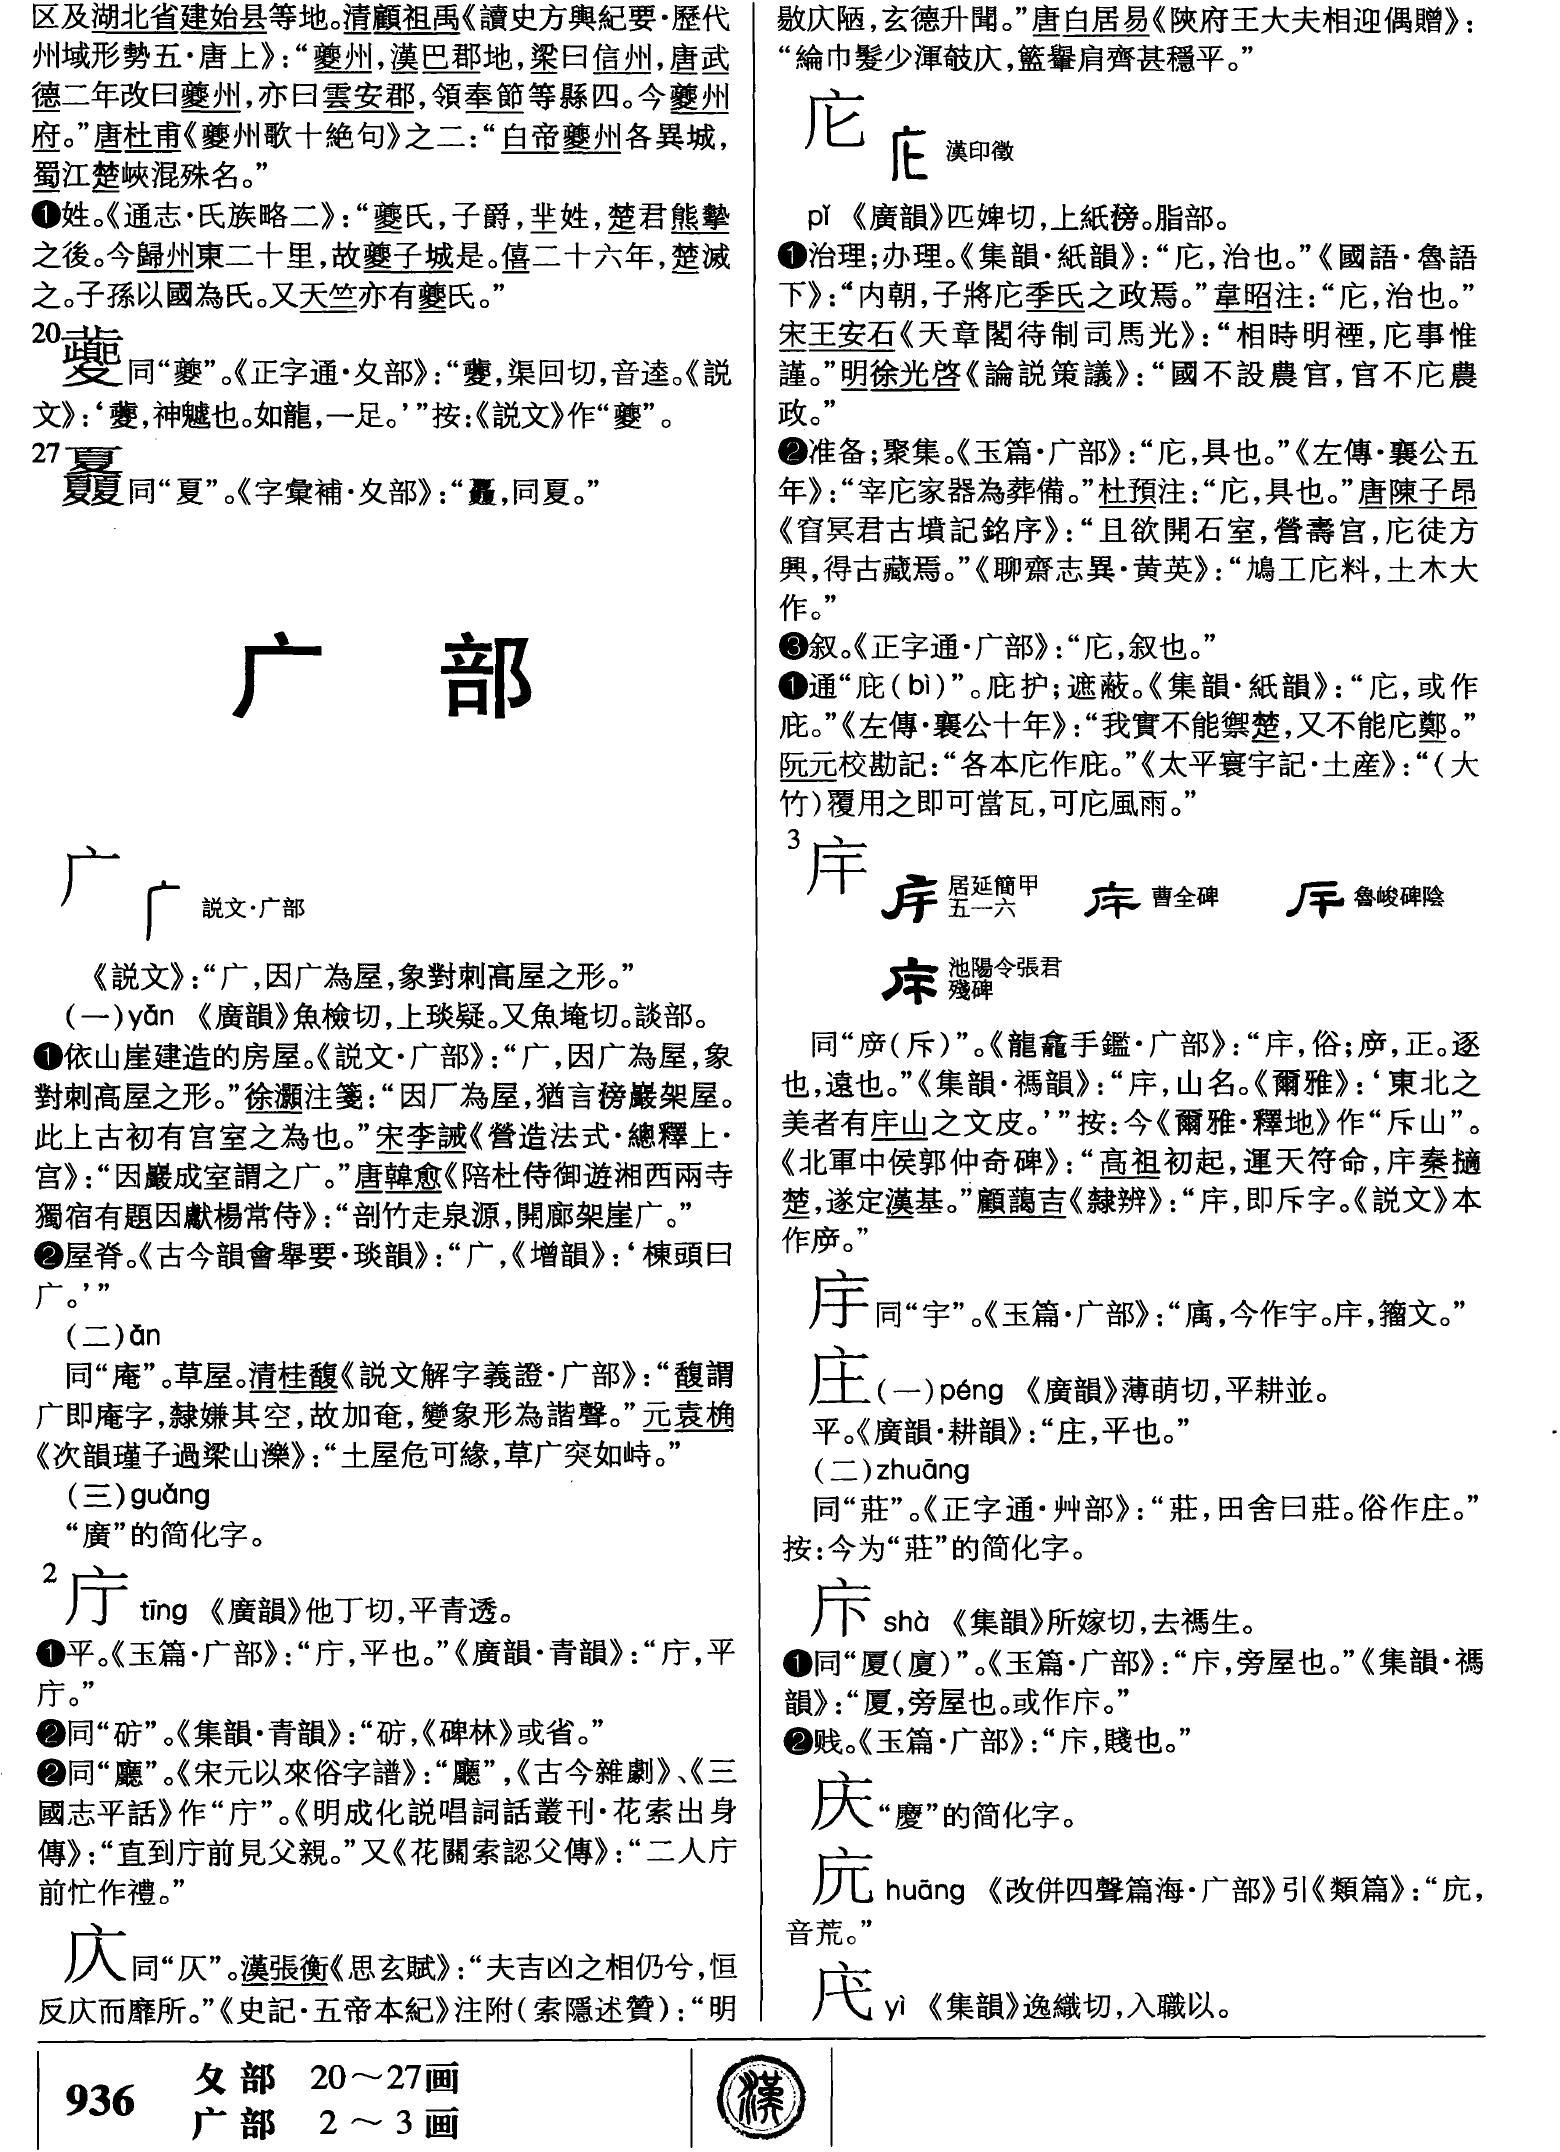 区及湖北省建始县等地。清顧祖禹《讀史方輿紀要·歷代
州域形勢五·唐上》：“夔州，漢巴郡地，梁曰信州，唐武
德二年改曰夔州，亦曰雲安郡，領奉節等縣四。今夔州
府。”唐杜甫《夔州歌十絶句》之二：“白帝夔州各異城，
蜀江楚峽混殊名。”
❶姓。《通志·氏族略二》：“夔氏，子爵，芈姓，楚君熊摯
之後。今歸州東二十里，故夔子城是。僖二十六年，楚滅
之。子孫以國為氏。又天竺亦有夔氏。”
20
同“夔”。《正字通·夊部》：“夔，渠回切，音逵。《説
文》：‘夔，神魖也。如龍，一足。’”按：《説文》作“夔”。
27
同“夏”。《字彙補·夊部》：“，同夏。”
广 部
广 説文·广部
《説文》：“广，因广為屋，象對刺高屋之形。”
(一)yǎn 《廣韻》魚檢切，上琰疑。又魚埯切。談部。
❶依山崖建造的房屋。《説文·广部》：“广，因广為屋，象
對刺高屋之形。”徐灝注箋：“因厂為屋，猶言傍巖架屋。
此上古初有宫室之為也。”宋李誡《營造法式·總釋上·
宫》：“因巖成室謂之广。”唐韓愈《陪杜侍御遊湘西兩寺
獨宿有題因獻楊常侍》：“剖竹走泉源，開廊架崖广。”
❷屋脊。《古今韻會舉要·琰韻》：“广，《增韻》：‘棟頭曰
广。’”
(二)ān
同“庵”。草屋。清桂馥《説文解字義證·广部》：“馥謂
广即庵字，隸嫌其空，故加奄，變象形為諧聲。”元袁桷
《次韻瑾子過梁山濼》：“土屋危可緣，草广突如峙。”
(三)guǎng
“廣”的简化字。
2
庁 tīng 《廣韻》他丁切，平青透。
❶平。《玉篇·广部》：“庁，平也。”《廣韻·青韻》：“庁，平
庁。”
❷同“𥐪”。《集韻·青韻》：“𥐪，《碑林》或省。”
❷同“廳”。《宋元以來俗字譜》：“廳”，《古今雜劇》、《三
國志平話》作“庁”。《明成化説唱詞話叢刊·花索出身
傳》：“直到庁前見父親。”又《花關索認父傳》：“二人庁
前忙作禮。”
庂 同“仄”。漢張衡《思玄賦》：“夫吉凶之相仍兮，恒
反庂而靡所。”《史記·五帝本紀》注附(索隱述贊)：“明
敭庂陋，玄德升聞。”唐白居易《陝府王大夫相迎偶贈》：
“綸巾髮少渾攲庂，籃轝肩齊甚穩平。”
庀 漢印徵
pǐ 《廣韻》匹婢切，上紙滂。脂部。
❶治理；办理。《集韻·紙韻》：“庀，治也。”《國語·魯語
下》：“内朝，子將庀季氏之政焉。”韋昭注：“庀，治也。”
宋王安石《天章閣待制司馬光》：“相時明禋，庀事惟
謹。”明徐光啓《論説策議》：“國不設農官，官不庀農
政。”
❷准备；聚集。《玉篇·广部》：“庀，具也。”《左傳·襄公五
年》：“宰庀家器為葬備。”杜預注：“庀，具也。”唐陳子昂
《窅冥君古墳記銘序》：“且欲開石室，營壽宫，庀徒方
興，得古藏焉。”《聊齋志異·黄英》：“鳩工庀料，土木大
作。”
❸叙。《正字通·广部》：“庀，叙也。”
❶通“庇(bì)”。庇护；遮蔽。《集韻·紙韻》：“庀，或作
庇。”《左傳·襄公十年》：“我實不能禦楚，又不能庀鄭。”
阮元校勘記：“各本庀作庇。”《太平寰宇記·土産》：“(大
竹)覆用之即可當瓦，可庀風雨。”
3
庍 居延簡甲五一六 曹全碑 魯峻碑陰
池陽令張君殘碑
同“㡿(斥)”。《龍龕手鑑·广部》：“，俗；㡿，正。逐
也，遠也。”《集韻·禡韻》：“，山名。《爾雅》：‘東北之
美者有山之文皮。’”按：今《爾雅·釋地》作“斥山”。
《北軍中侯郭仲奇碑》：“高祖初起，運天符命，秦擿
楚，遂定漢基。”顧藹吉《隸辨》：“，即斥字。《説文》本
作㡿。”
同“宇”。《玉篇·广部》：“㢇，今作宇。，籀文。”
庄 (一)péng 《廣韻》薄萌切，平耕並。
平。《廣韻·耕韻》：“庄，平也。”
(二)zhuāng
同“莊”。《正字通·艸部》：“莊，田舍曰莊。俗作庄。”
按：今为“莊”的简化字。
shà 《集韻》所嫁切，去禡生。
❶同“厦(廈)”。《玉篇·广部》：“，旁屋也。”《集韻·禡
韻》：“厦，旁屋也。或作。”
❷贱。《玉篇·广部》：“，賤也。”
庆 “慶”的简化字。
huāng 《改併四聲篇海·广部》引《類篇》：“，
音荒。”
yì 《集韻》逸織切，入職以。
936
夊部 20～27画
广部 2～3画
漢